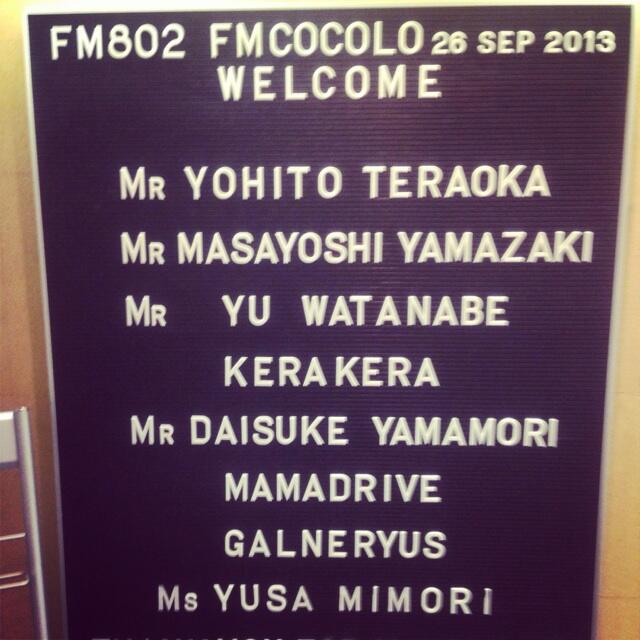 FM802 FMCOCOLO 26 SEP 2013
WELCOME
MR YOHITO TERAOKA
MR MASAYOSHI YAMAZAKI
MR YU WATANABE
KERAKERA
MR DAISUKE YAMAMORI
MAMADRIVE
GALNERYUS
Ms YUSA MIMORI